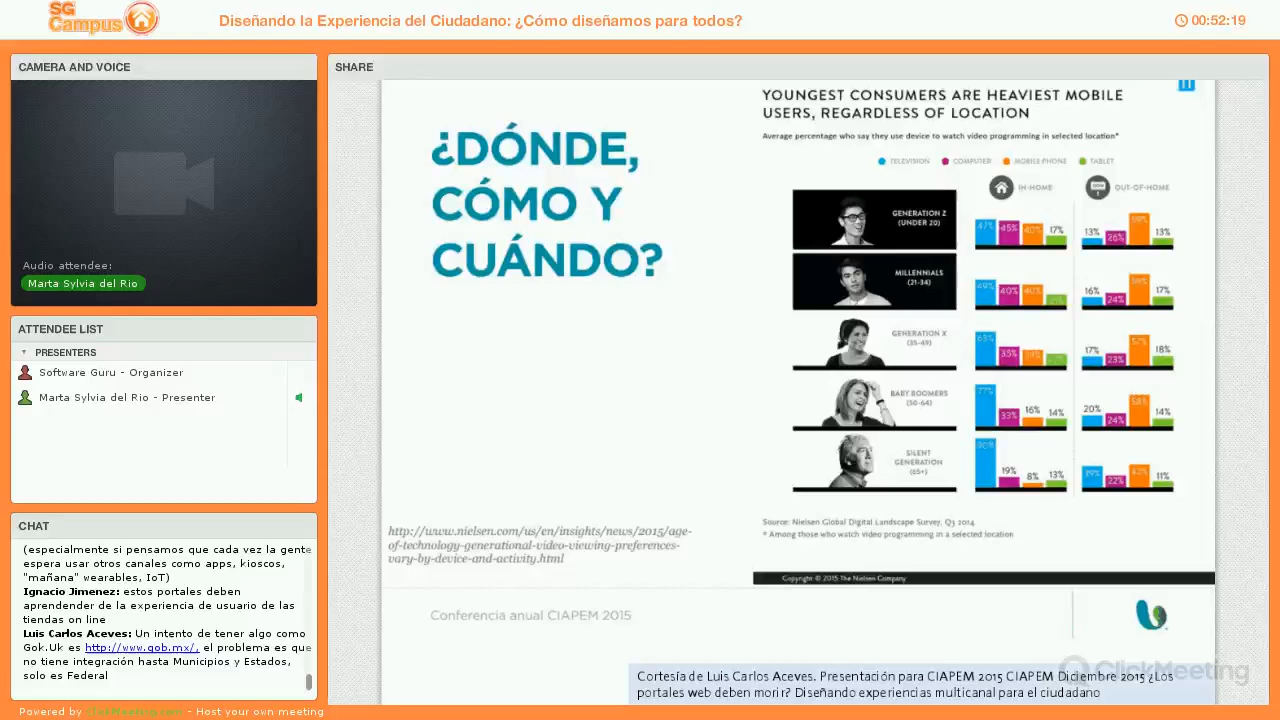 SG
Campus
Diseñando la Experiencia del Ciudadano: ¿Cómo diseñamos para todos?
00:52:19
CAMERA AND VOICE
Audio attendee:
Marta Sylvia del Rio
ATTENDEE LIST
PRESENTERS
Software Guru - Organizer
Marta Sylvia del Rio - Presenter
CHAT
(especialmente si pensamos que cada vez la gente
espera usar otros canales como apps, kioscos,
"mañana" wearables, IoT)
Ignacio Jimenez: estos portales deben
aprendender de la experiencia de usuario de las
tiendas on line
Luis Carlos Aceves: Un intento de tener algo como
Gok.Uk es http://www.gob.mx/, el problema es que
no tiene integración hasta Municipios y Estados,
solo es Federal
Powered by ClickMeeting.com - Host your own meeting
SHARE
¿DÓNDE,
CÓMO Y
CUÁNDO?
http://www.nielsen.com/us/en/insights/news/2015/age-
of-technology-generational-video-viewing-preferences-
vary-by-device-and-activity.html
YOUNGEST CONSUMERS ARE HEAVIEST MOBILE
USERS, REGARDLESS OF LOCATION
Average percentage who say they use device to watch video programming in selected location*
TELEVISION COMPUTER MOBILE PHONE TABLET
IN-HOME OUT-OF-HOME
GENERATION Z
(UNDER 20)
47% 45% 40% 17% 13% 26% 59% 13%
MILLENNIALS
(21-34)
49% 40% 40% 16% 24% 17%
GENERATION X
(35-49)
63% 35% 17% 23% 57% 18%
BABY BOOMERS
(50-64)
77% 33% 16% 14% 20% 24% 14%
SILENT
GENERATION
(65+)
19% 8% 13% 22% 11%
Source: Nielsen Global Digital Landscape Survey, Q3 2014
* Among those who watch video programming in a selected location
Copyright © 2015 The Nielsen Company
Conferencia anual CIAPEM 2015
ClickMeeting
Cortesía de Luis Carlos Aceves. Presentación para CIAPEM 2015 CIAPEM Diciembre 2015 ¿Los
portales web deben morir? Diseñando experiencias multicanal para el ciudadano